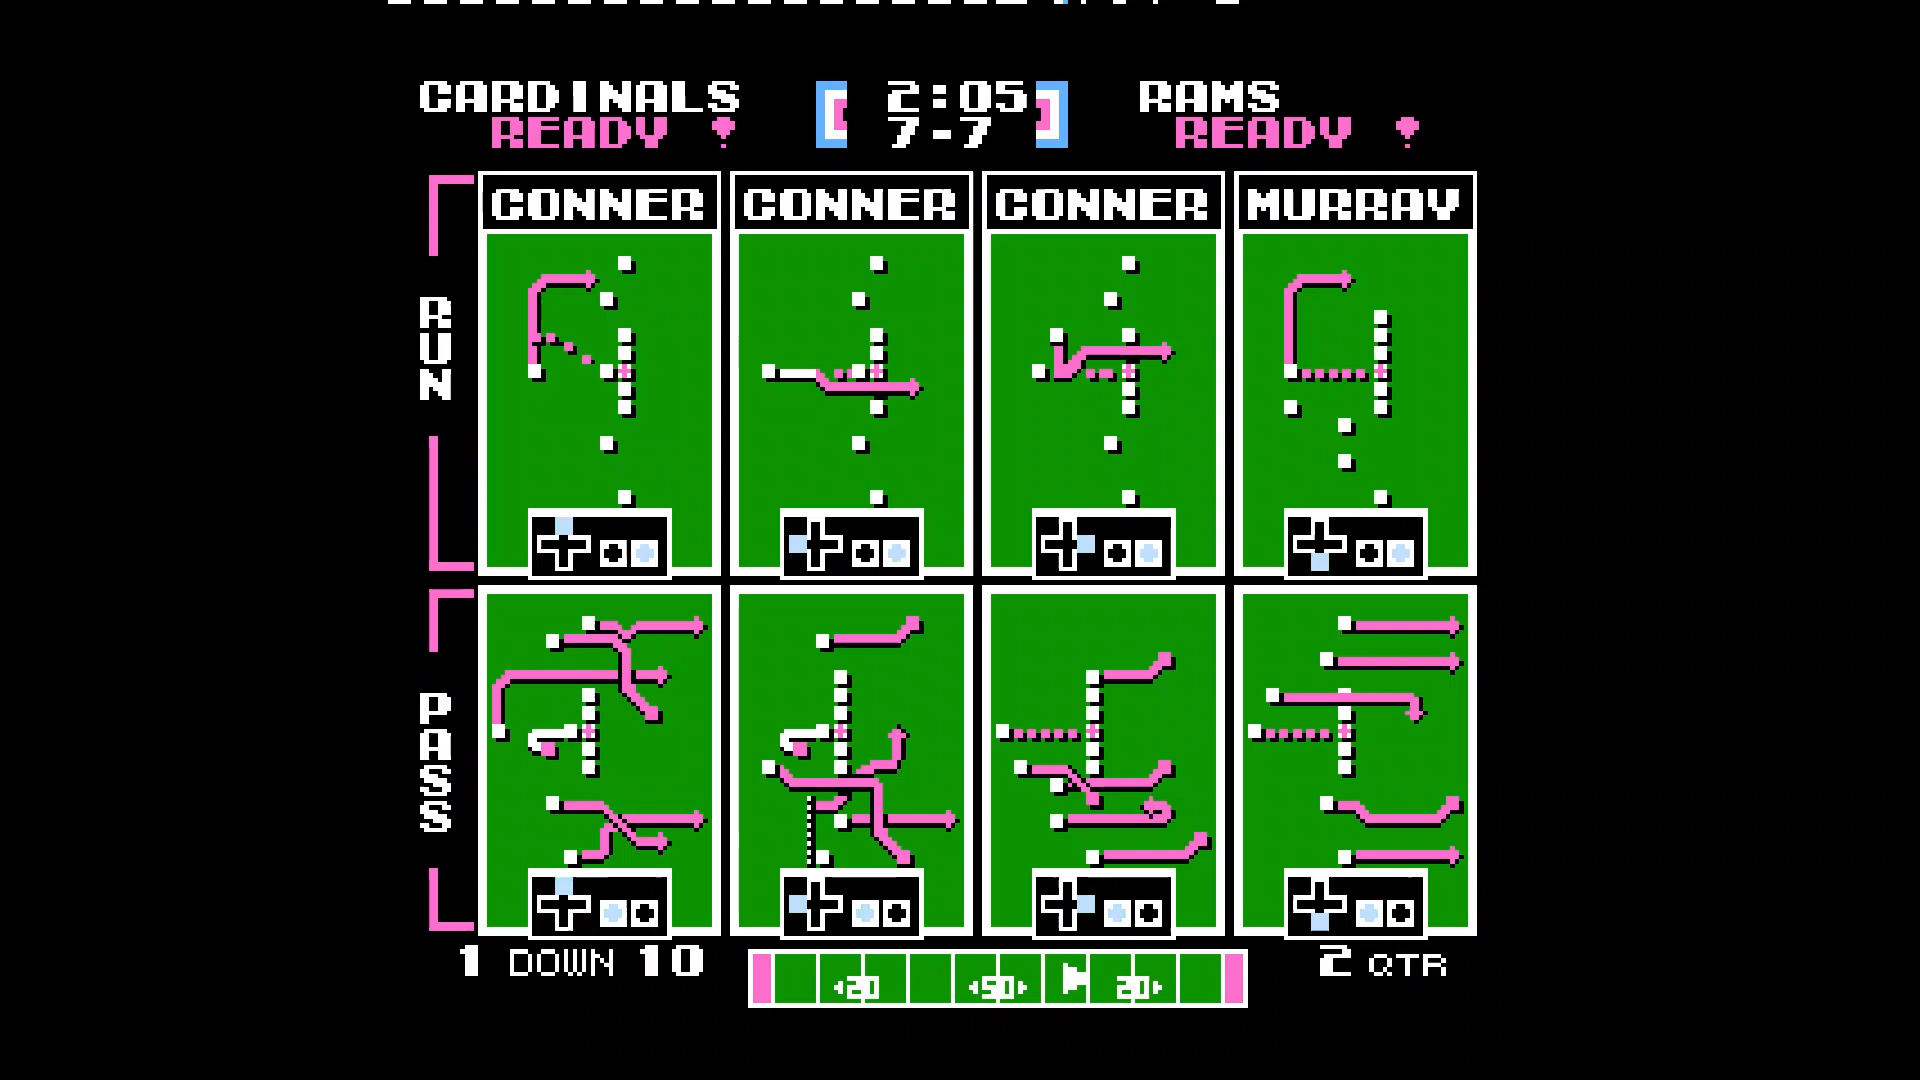 CARDINALS 2:05 RAMS
READY ! 7-7 READY !
CONNER CONNER CONNER MURRAY
RUN
PASS
1 DOWN 10 2 QTR
20 50 20